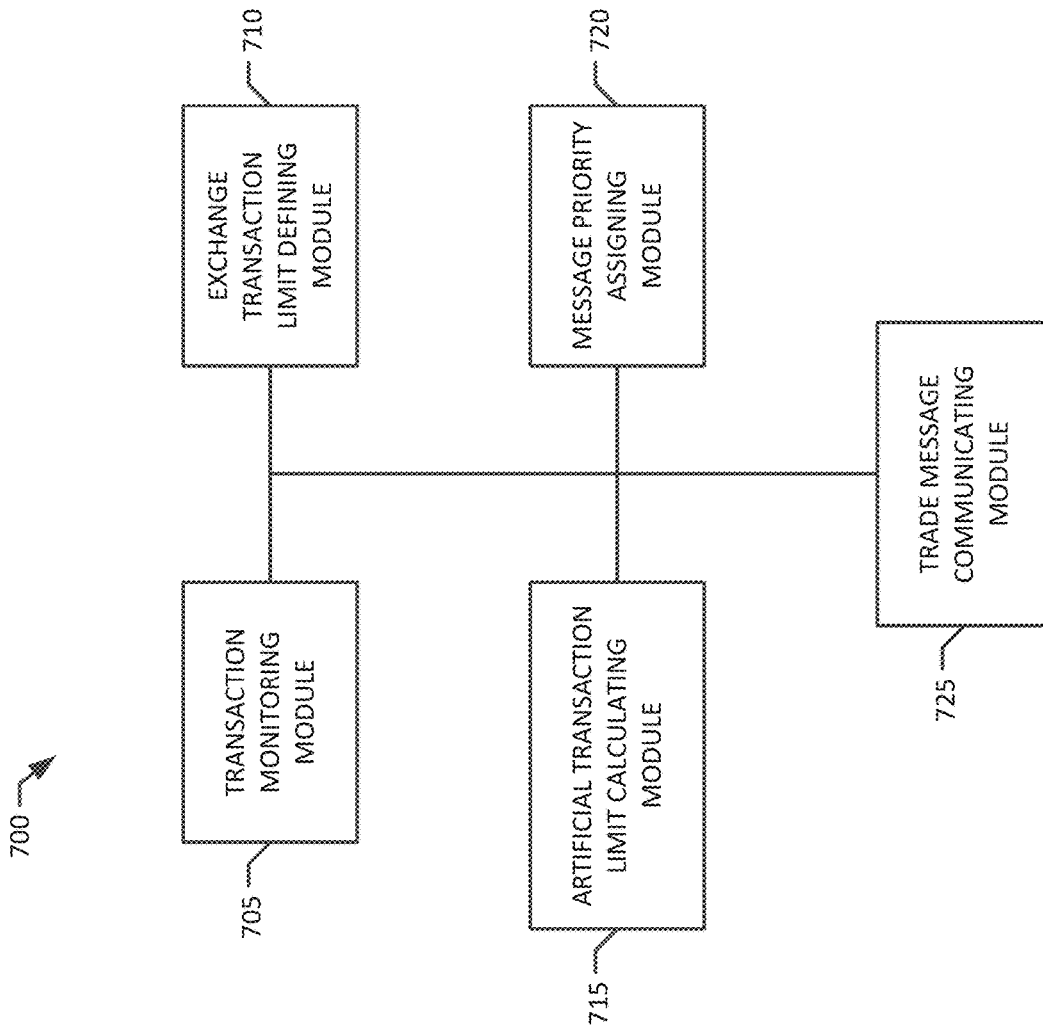 700
705
TRANSACTION
MONITORING
MODULE
710
EXCHANGE
TRANSACTION
LIMIT DEFINING
MODULE
715
ARTIFICIAL TRANSACTION
LIMIT CALCULATING
MODULE
720
MESSAGE PRIORITY
ASSIGNING
MODULE
725
TRADE MESSAGE
COMMUNICATING
MODULE